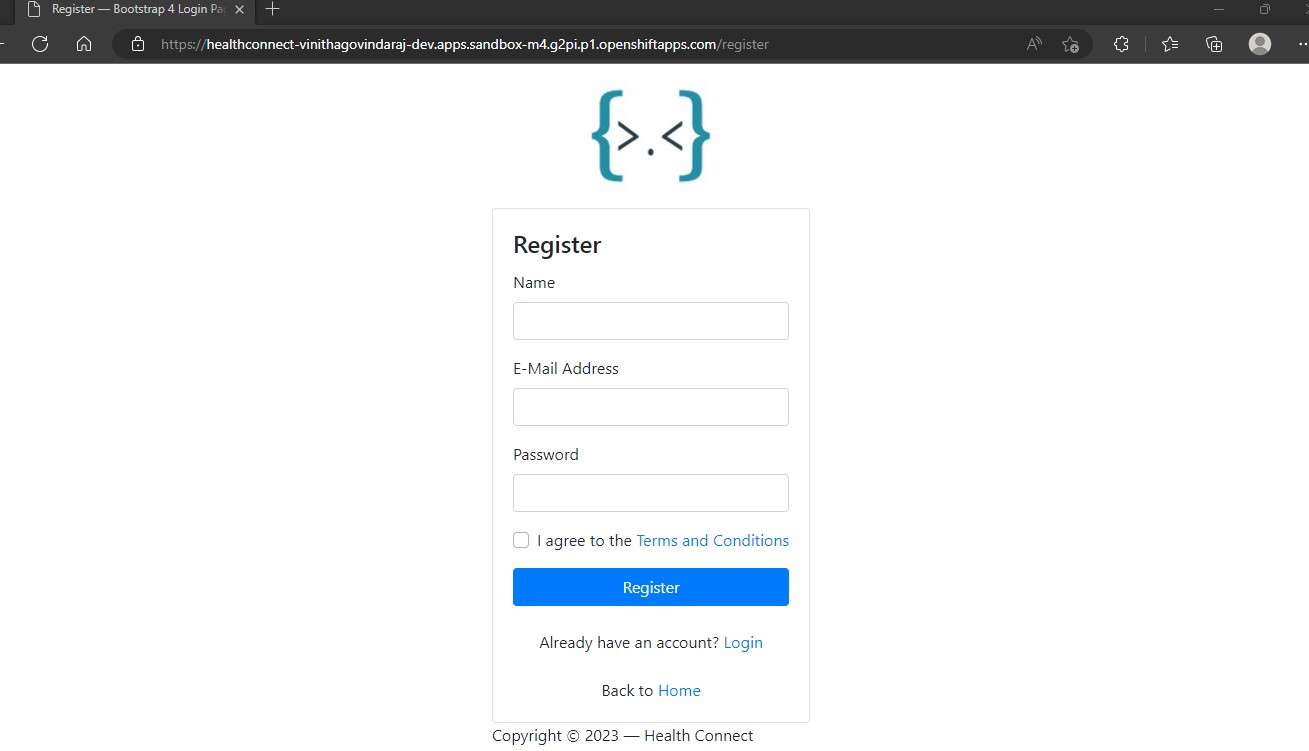 Register — Bootstrap 4 Login Pa
https://healthconnect-vinithagovindaraj-dev.apps.sandbox-m4.g2pi.p1.openshiftapps.com/register
{>.<}
Register
Name
E-Mail Address
Password
I agree to the Terms and Conditions
Register
Already have an account? Login
Back to Home
Copyright © 2023 — Health Connect